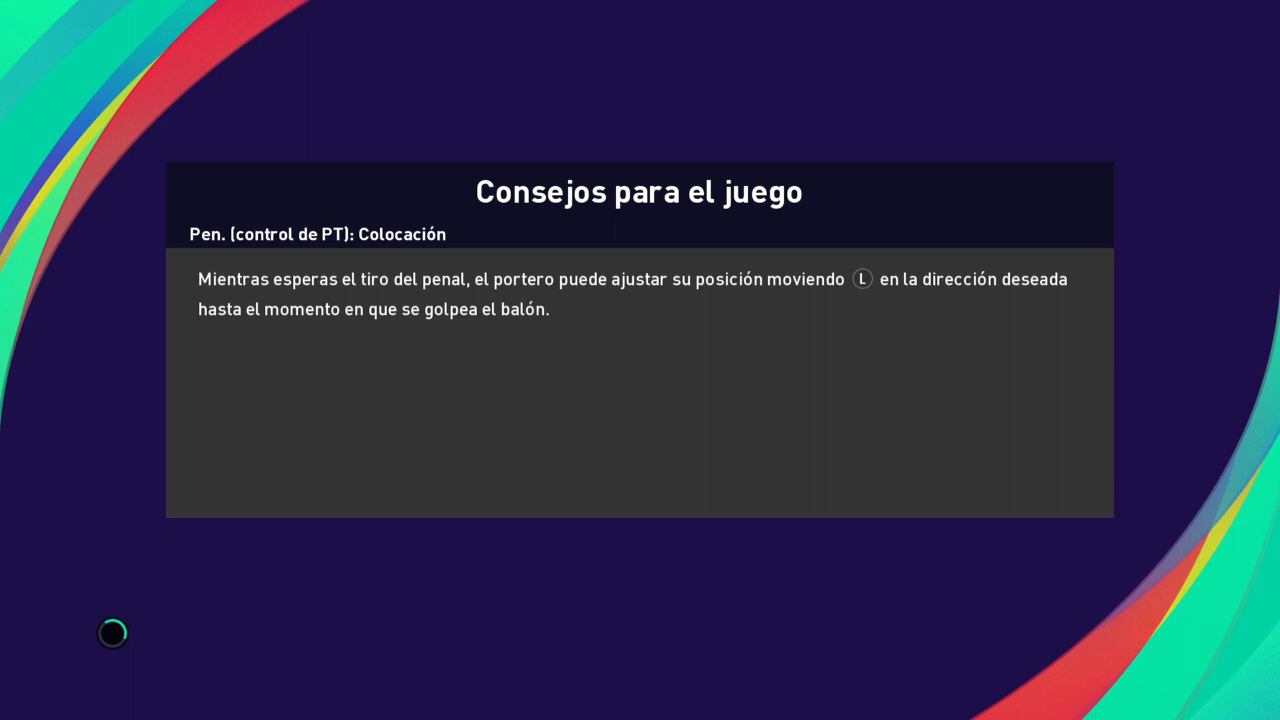 Consejos para el juego
Pen. (control de PT): Colocación
Mientras esperas el tiro del penal, el portero puede ajustar su posición moviendo L en la dirección deseada
hasta el momento en que se golpea el balón.